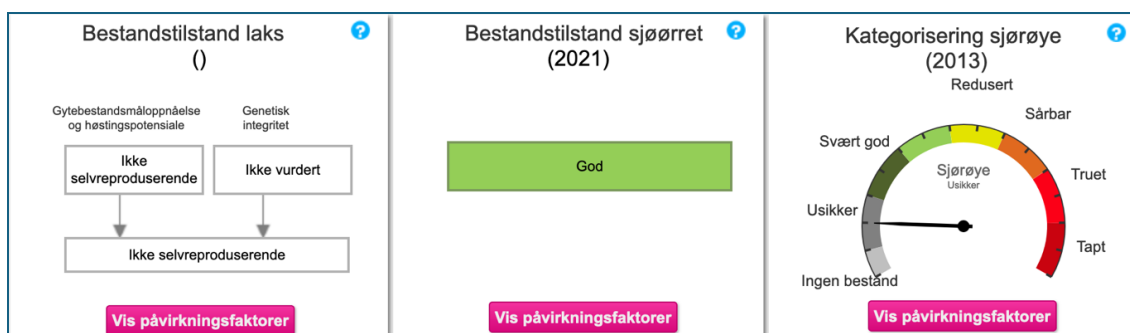 Bestandstilstand laks
()
?
Gytebestandsmåloppnåelse
og høstingspotensiale
Genetisk
integritet
Ikke
selvreproduserende
Ikke vurdert
Ikke selvreproduserende
Vis påvirkningsfaktorer
Bestandstilstand sjøørret
(2021)
?
God
Vis påvirkningsfaktorer
Kategorisering sjørøye
(2013)
?
Redusert
Sårbar
Svært god
Truet
Sjørøye
Usikker
Usikker
Tapt
Ingen bestand
Vis påvirkningsfaktorer